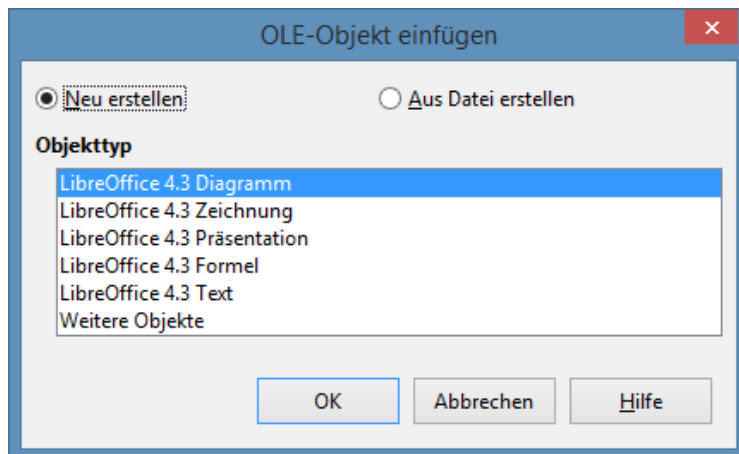 OLE-Objekt einfügen
Neu erstellen Aus Datei erstellen
Objekttyp
LibreOffice 4.3 Diagramm
LibreOffice 4.3 Zeichnung
LibreOffice 4.3 Präsentation
LibreOffice 4.3 Formel
LibreOffice 4.3 Text
Weitere Objekte
OK Abbrechen Hilfe